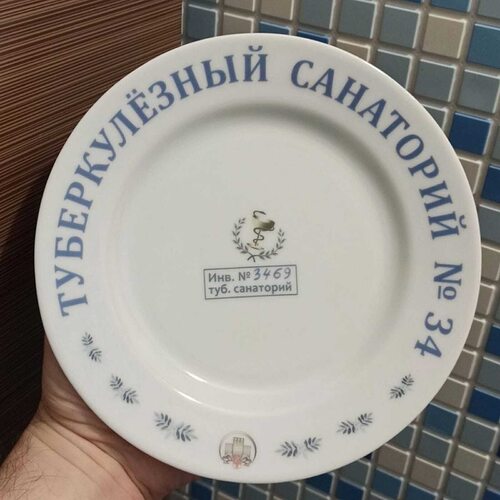 ТУБЕРКУЛЁЗНЫЙ САНАТОРИЙ № 34
Инв. № 3469
туб. санаторий